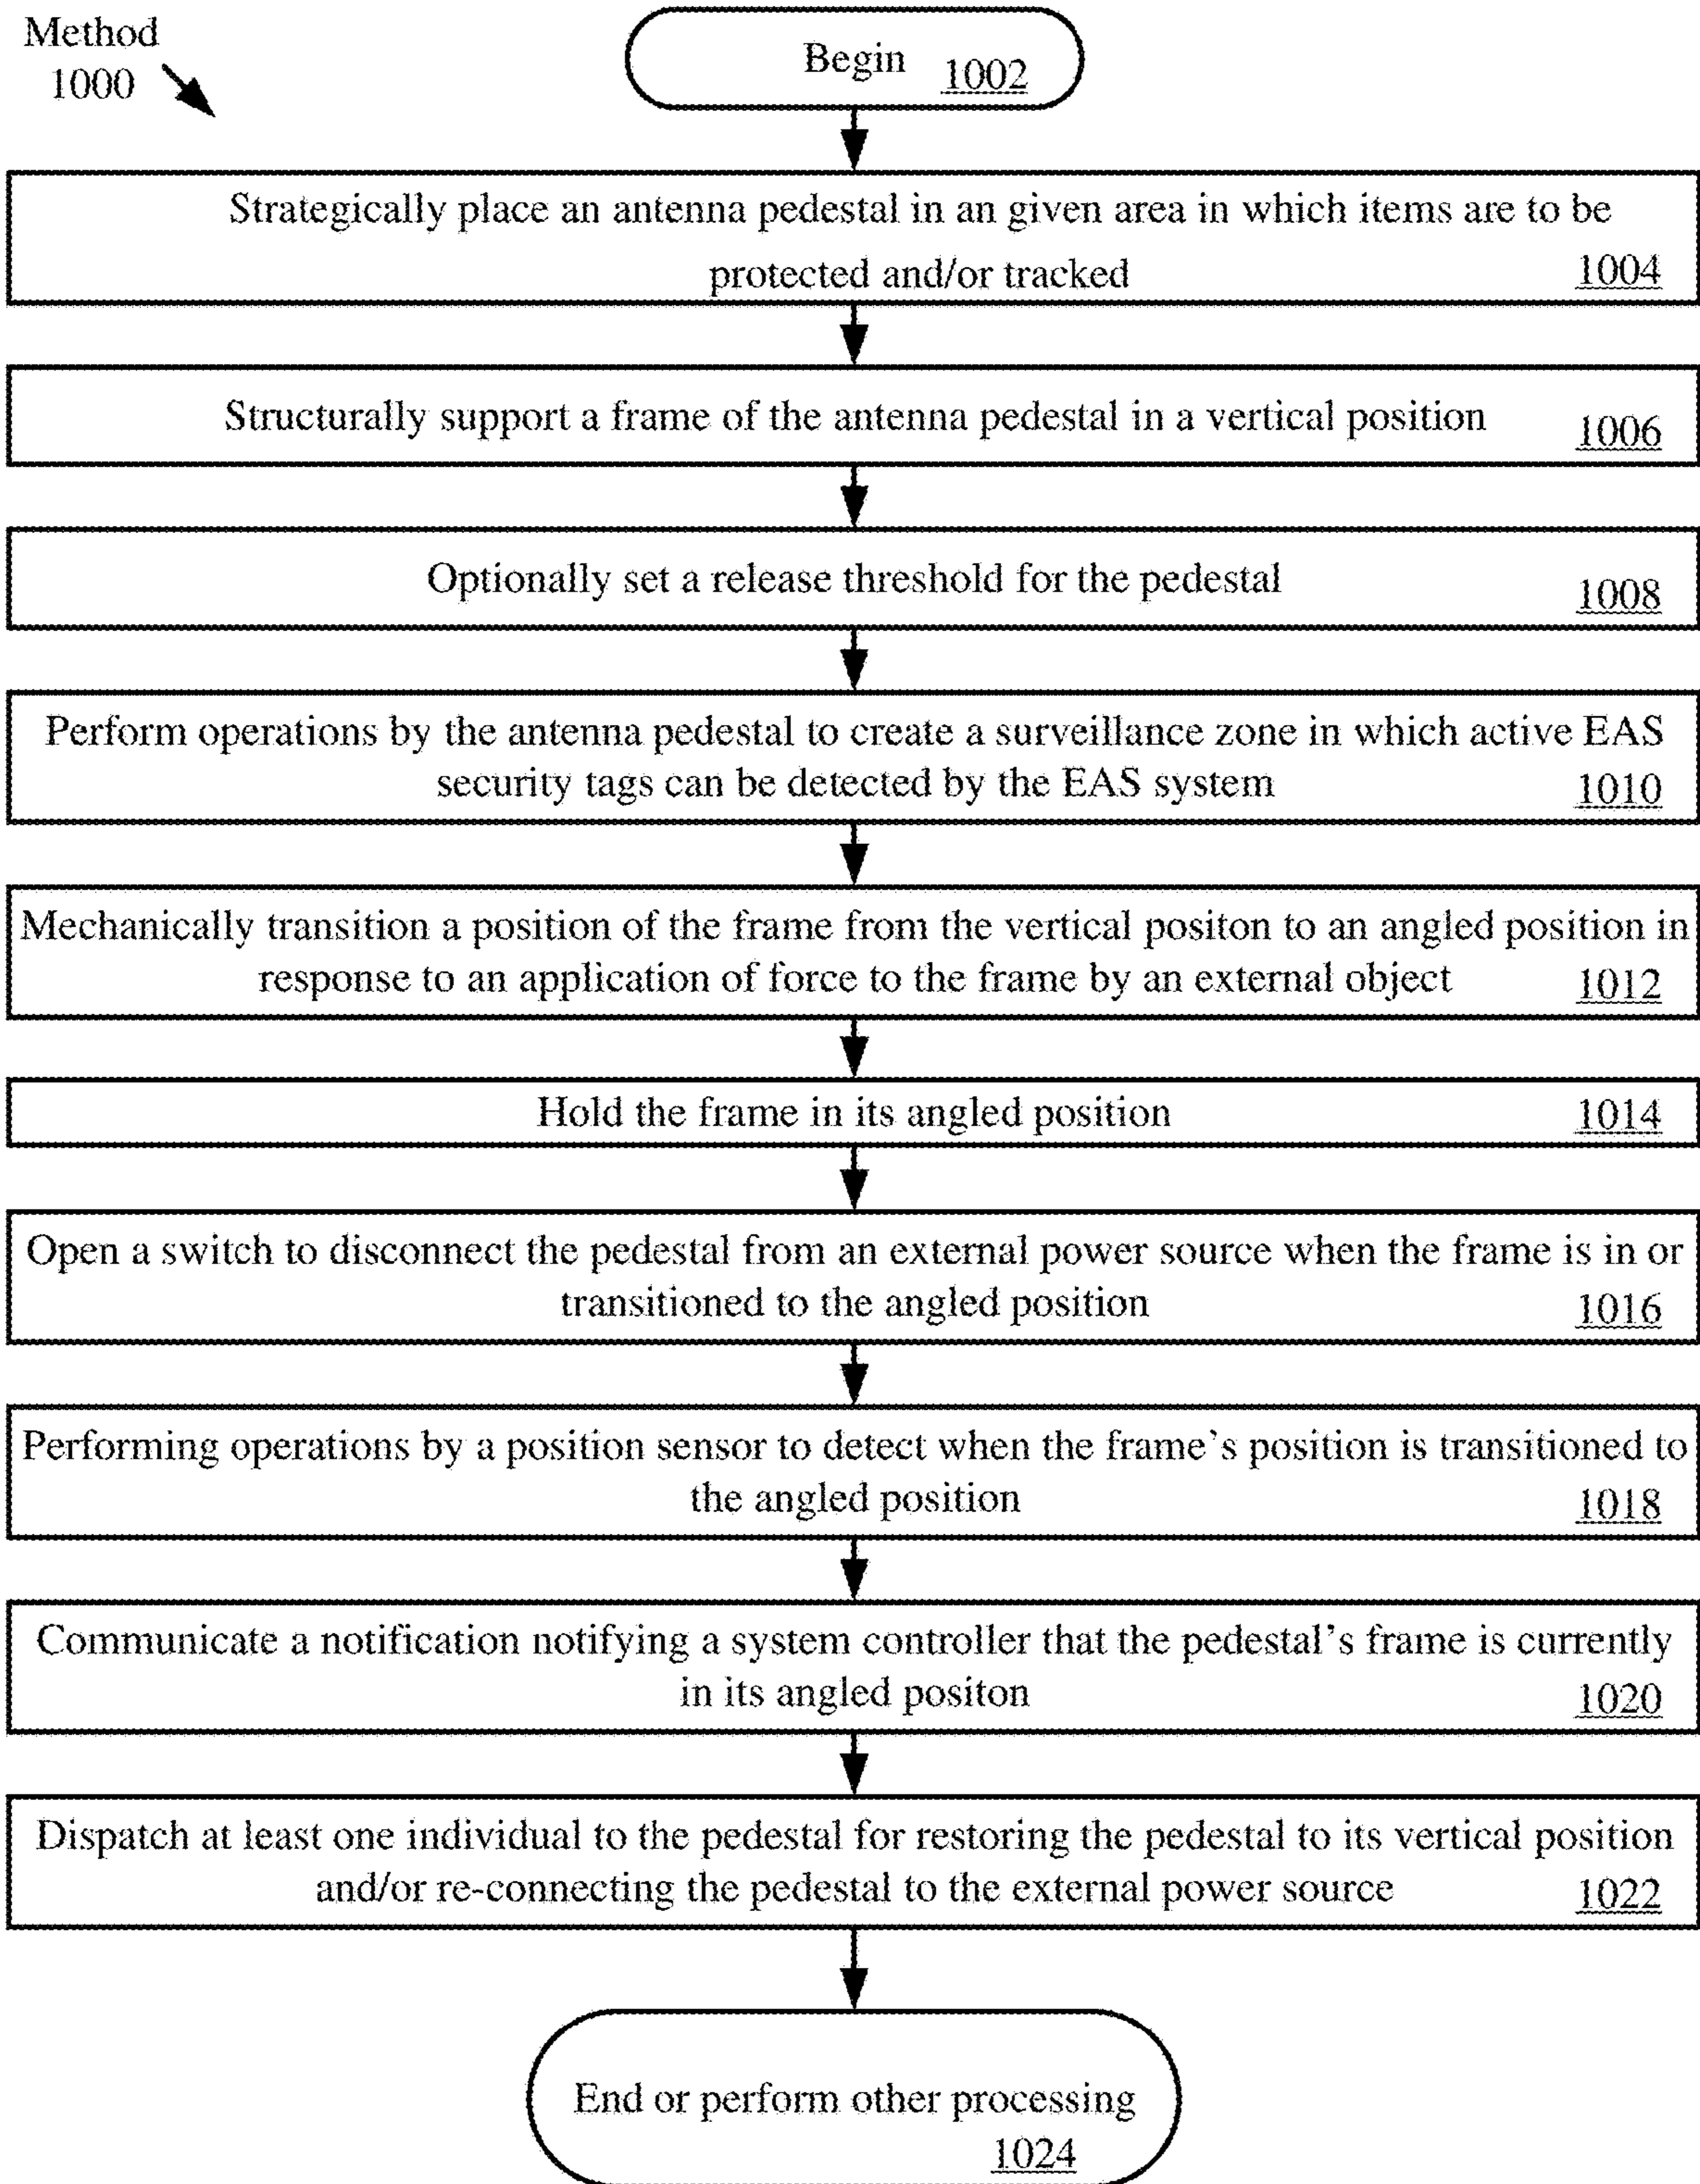 Method
1000
Begin 1002
Strategically place an antenna pedestal in an given area in which items are to be
protected and/or tracked 1004
Structurally support a frame of the antenna pedestal in a vertical position 1006
Optionally set a release threshold for the pedestal 1008
Perform operations by the antenna pedestal to create a surveillance zone in which active EAS
security tags can be detected by the EAS system 1010
Mechanically transition a position of the frame from the vertical positon to an angled position in
response to an application of force to the frame by an external object 1012
Hold the frame in its angled position 1014
Open a switch to disconnect the pedestal from an external power source when the frame is in or
transitioned to the angled position 1016
Performing operations by a position sensor to detect when the frame's position is transitioned to
the angled position 1018
Communicate a notification notifying a system controller that the pedestal's frame is currently
in its angled positon 1020
Dispatch at least one individual to the pedestal for restoring the pedestal to its vertical position
and/or re-connecting the pedestal to the external power source 1022
End or perform other processing
1024